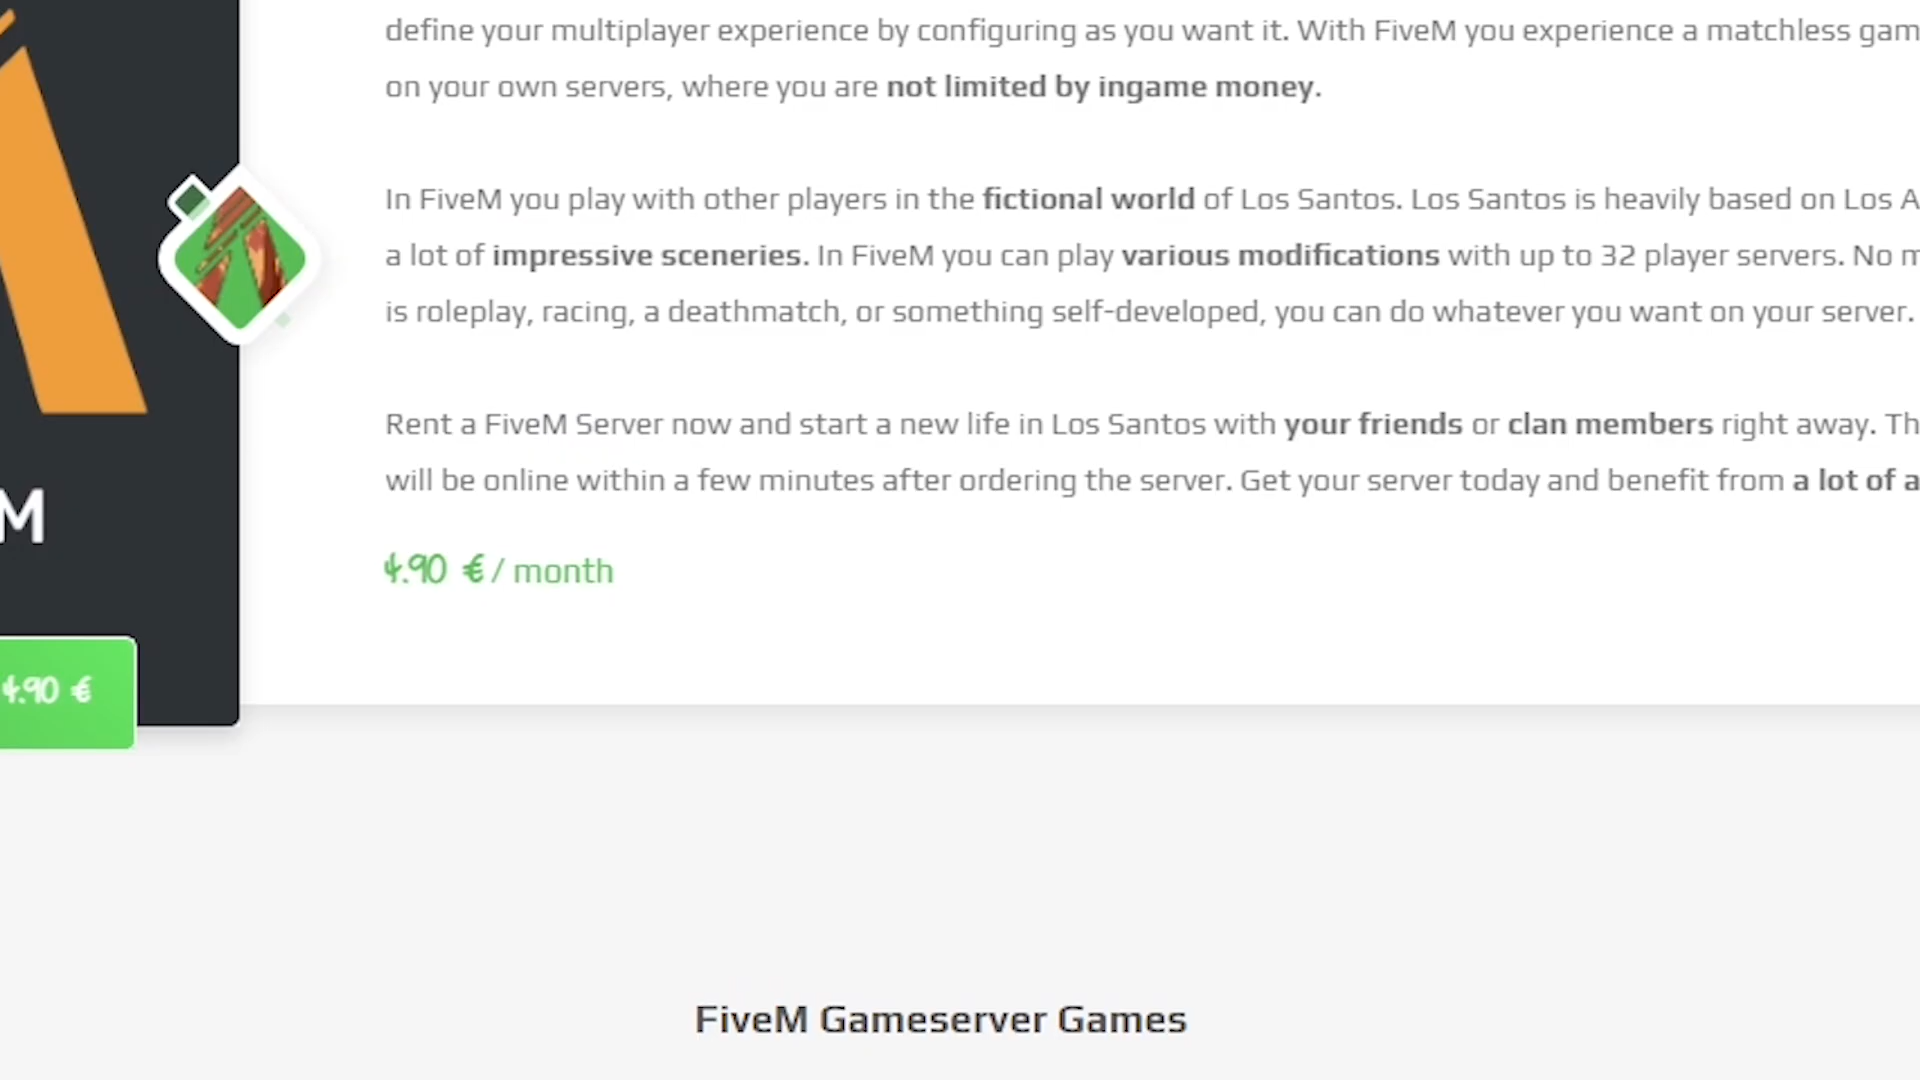 define your multiplayer experience by configuring as you want it. With FiveM you experience a matchless
on your own servers, where you are not limited by ingame money.
In FiveM you play with other players in the fictional world of Los Santos. Los Santos is heavily based on Los
a lot of impressive sceneries. In FiveM you can play various modifications with up to 32 player servers. No
is roleplay, racing, a deathmatch, or something self-developed, you can do whatever you want on your server.
Rent a FiveM Server now and start a new life in Los Santos with your friends or clan members right away.
will be online within a few minutes after ordering the server. Get your server today and benefit from a lot of
4.90 € / month
M
4.90 €
FiveM Gameserver Games